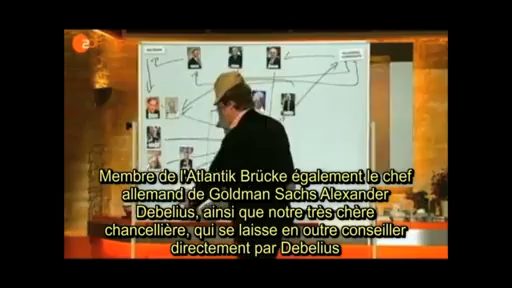 ZDF
Membre de l'Atlantik Brücke également le chef
allemand de Goldman Sachs Alexander
Debelius, ainsi que notre très chère
chancellière, qui se laisse en outre conseiller
directement par Debelius